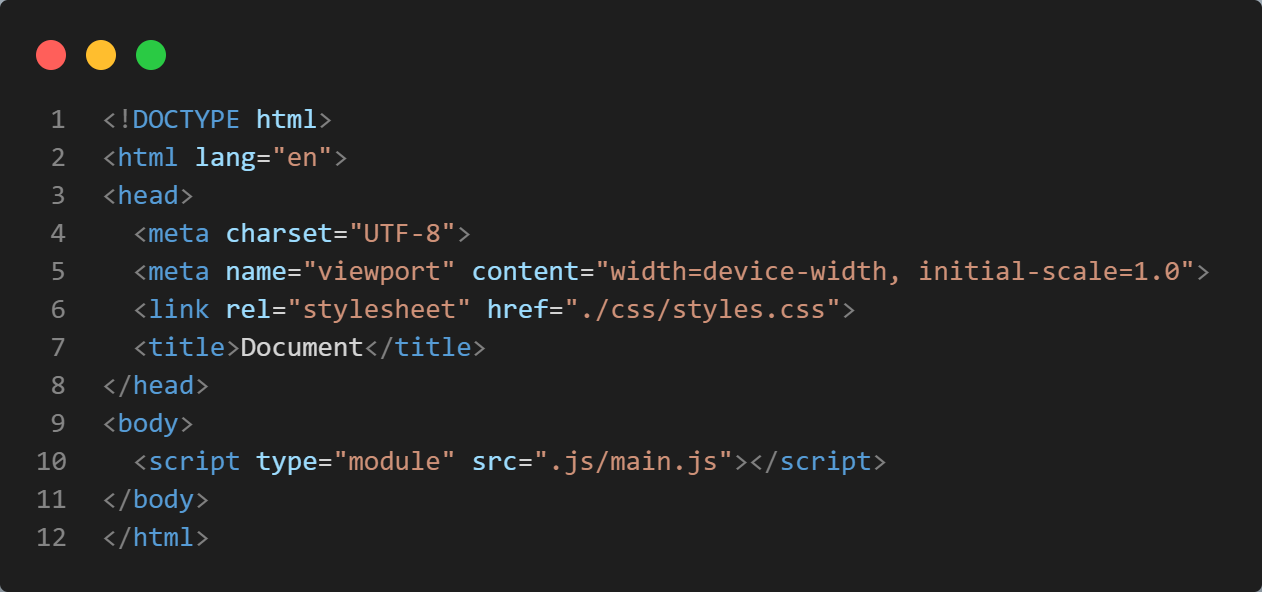 1 <!DOCTYPE html>
2 <html lang="en">
3 <head>
4 <meta charset="UTF-8">
5 <meta name="viewport" content="width=device-width, initial-scale=1.0">
6 <link rel="stylesheet" href="./css/styles.css">
7 <title>Document</title>
8 </head>
9 <body>
10 <script type="module" src=".js/main.js"></script>
11 </body>
12 </html>